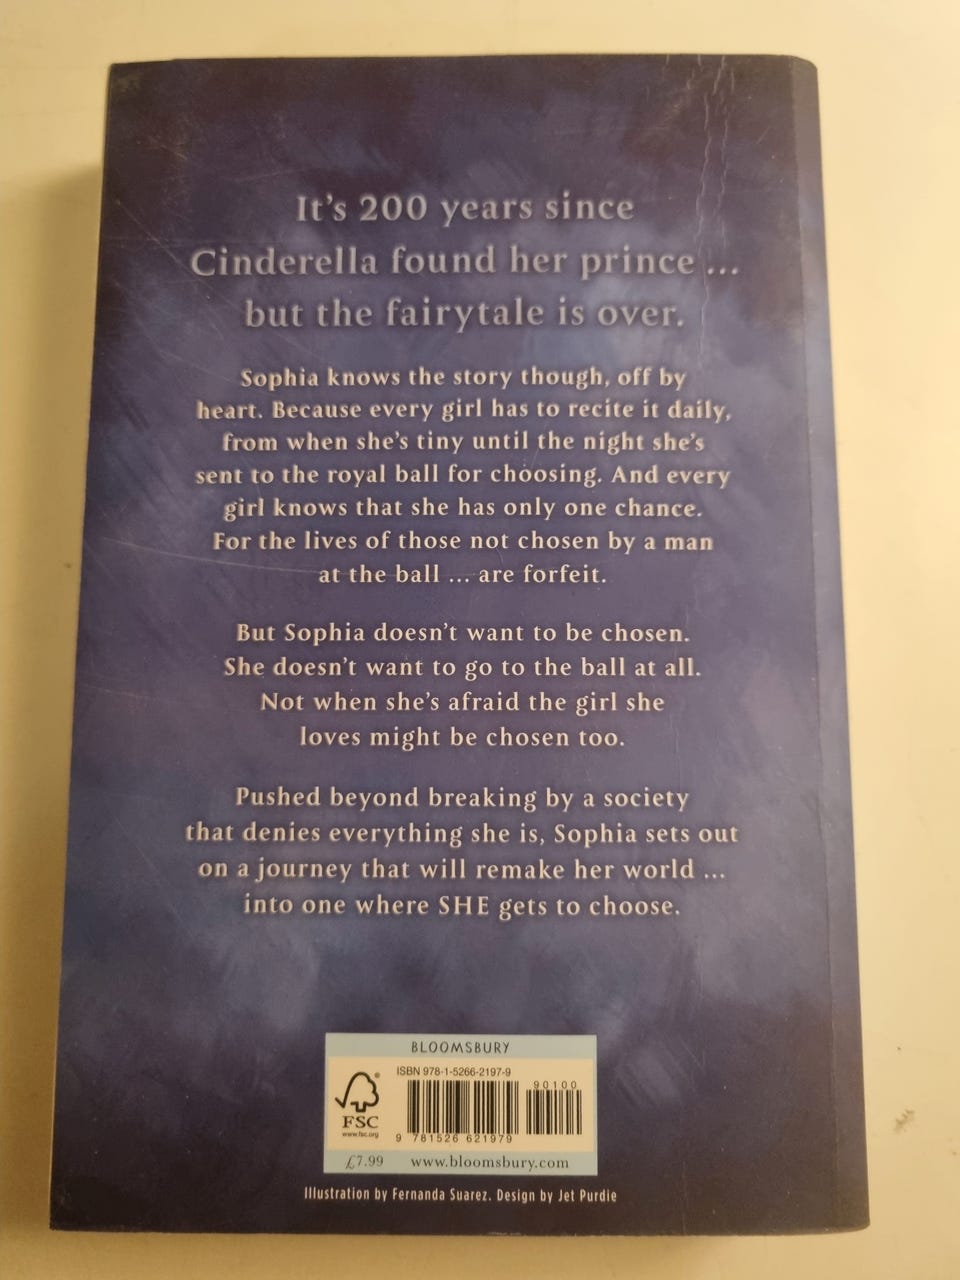 It's 200 years since
Cinderella found her prince ...
but the fairytale is over.
Sophia knows the story though, off by
heart. Because every girl has to recite it daily,
from when she's tiny until the night she's
sent to the royal ball for choosing. And every
girl knows that she has only one chance.
For the lives of those not chosen by a man
at the ball ... are forfeit.
But Sophia doesn't want to be chosen.
She doesn't want to go to the ball at all.
Not when she's afraid the girl she
loves might be chosen too.
Pushed beyond breaking by a society
that denies everything she is, Sophia sets out
on a journey that will remake her world ...
into one where SHE gets to choose.
BLOOMSBURY
ISBN 978-1-5266-2197-9
90100
FSC
®
www.fsc.org
9 781526 621979
£7.99 www.bloomsbury.com
Illustration by Fernanda Suarez. Design by Jet Purdie